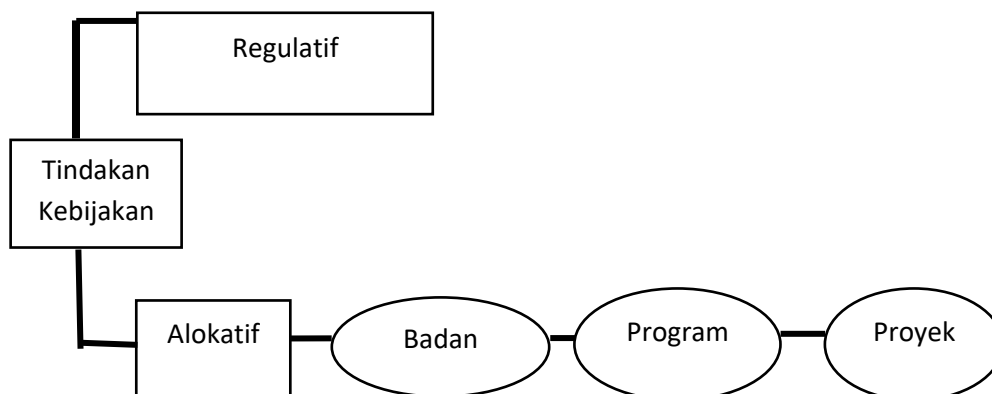 Regulatif
Tindakan
Kebijakan
Alokatif
Badan
Program
Proyek